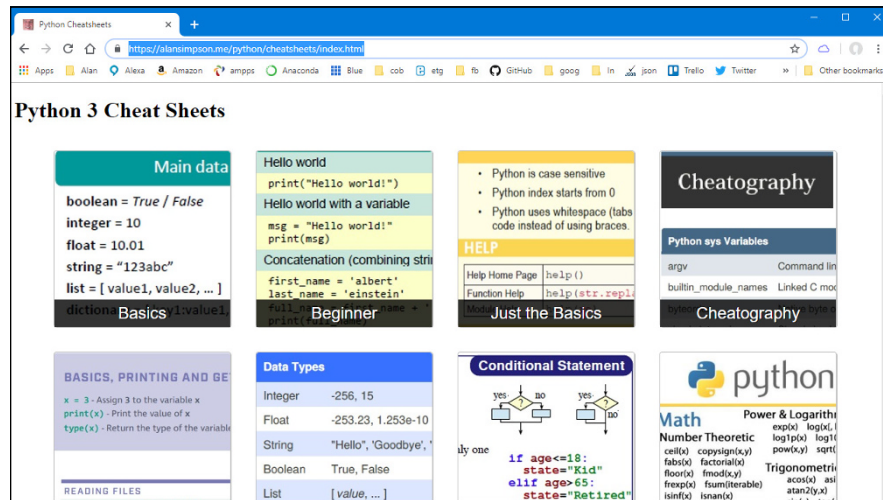 Python Cheatsheets
https://alansimpson.me/python/cheatsheets/index.html
Apps Alan Alexa Amazon ampps Anaconda Blue cob etg fb GitHub goog In json Trello Twitter » Other bookmarks
Python 3 Cheat Sheets
Main data
boolean = True / False
integer = 10
float = 10.01
string = “123abc”
list = [ value1, value2, ... ]
Basics
Hello world
print("Hello world!")
Hello world with a variable
msg = "Hello world!"
print(msg)
Concatenation (combining stri
first_name = 'albert'
last_name = 'einstein'
Beginner
• Python is case sensitive
• Python index starts from 0
• Python uses whitespace (tabs
code instead of using braces.
HELP
Help Home Page help()
Function Help help(str.repla
Just the Basics
Cheatography
Python sys Variables
argv Command lin
builtin_module_names Linked C mod
Cheatography
BASICS, PRINTING AND GE
x = 3 - Assign 3 to the variable x
print(x) - Print the value of x
type(x) - Return the type of the variable
READING FILES
Data Types
Integer -256, 15
Float -253.23, 1.253e-10
String "Hello", 'Goodbye', '
Boolean True, False
List [ value, ... ]
Conditional Statement
yes no yes no
ly one
if age<=18:
state="Kid"
elif age>65:
state="Retired"
python
Math Power & Logarith
exp(x) log(x[,
Number Theoretic log1p(x) log1
ceil(x) copysign(x,y) pow(x,y) sqrt(
fabs(x) factorial(x)
floor(x) fmod(x,y) Trigonometri
frexp(x) fsum(iterable) acos(x) asi
isinf(x) isnan(x) atan2(y,x)